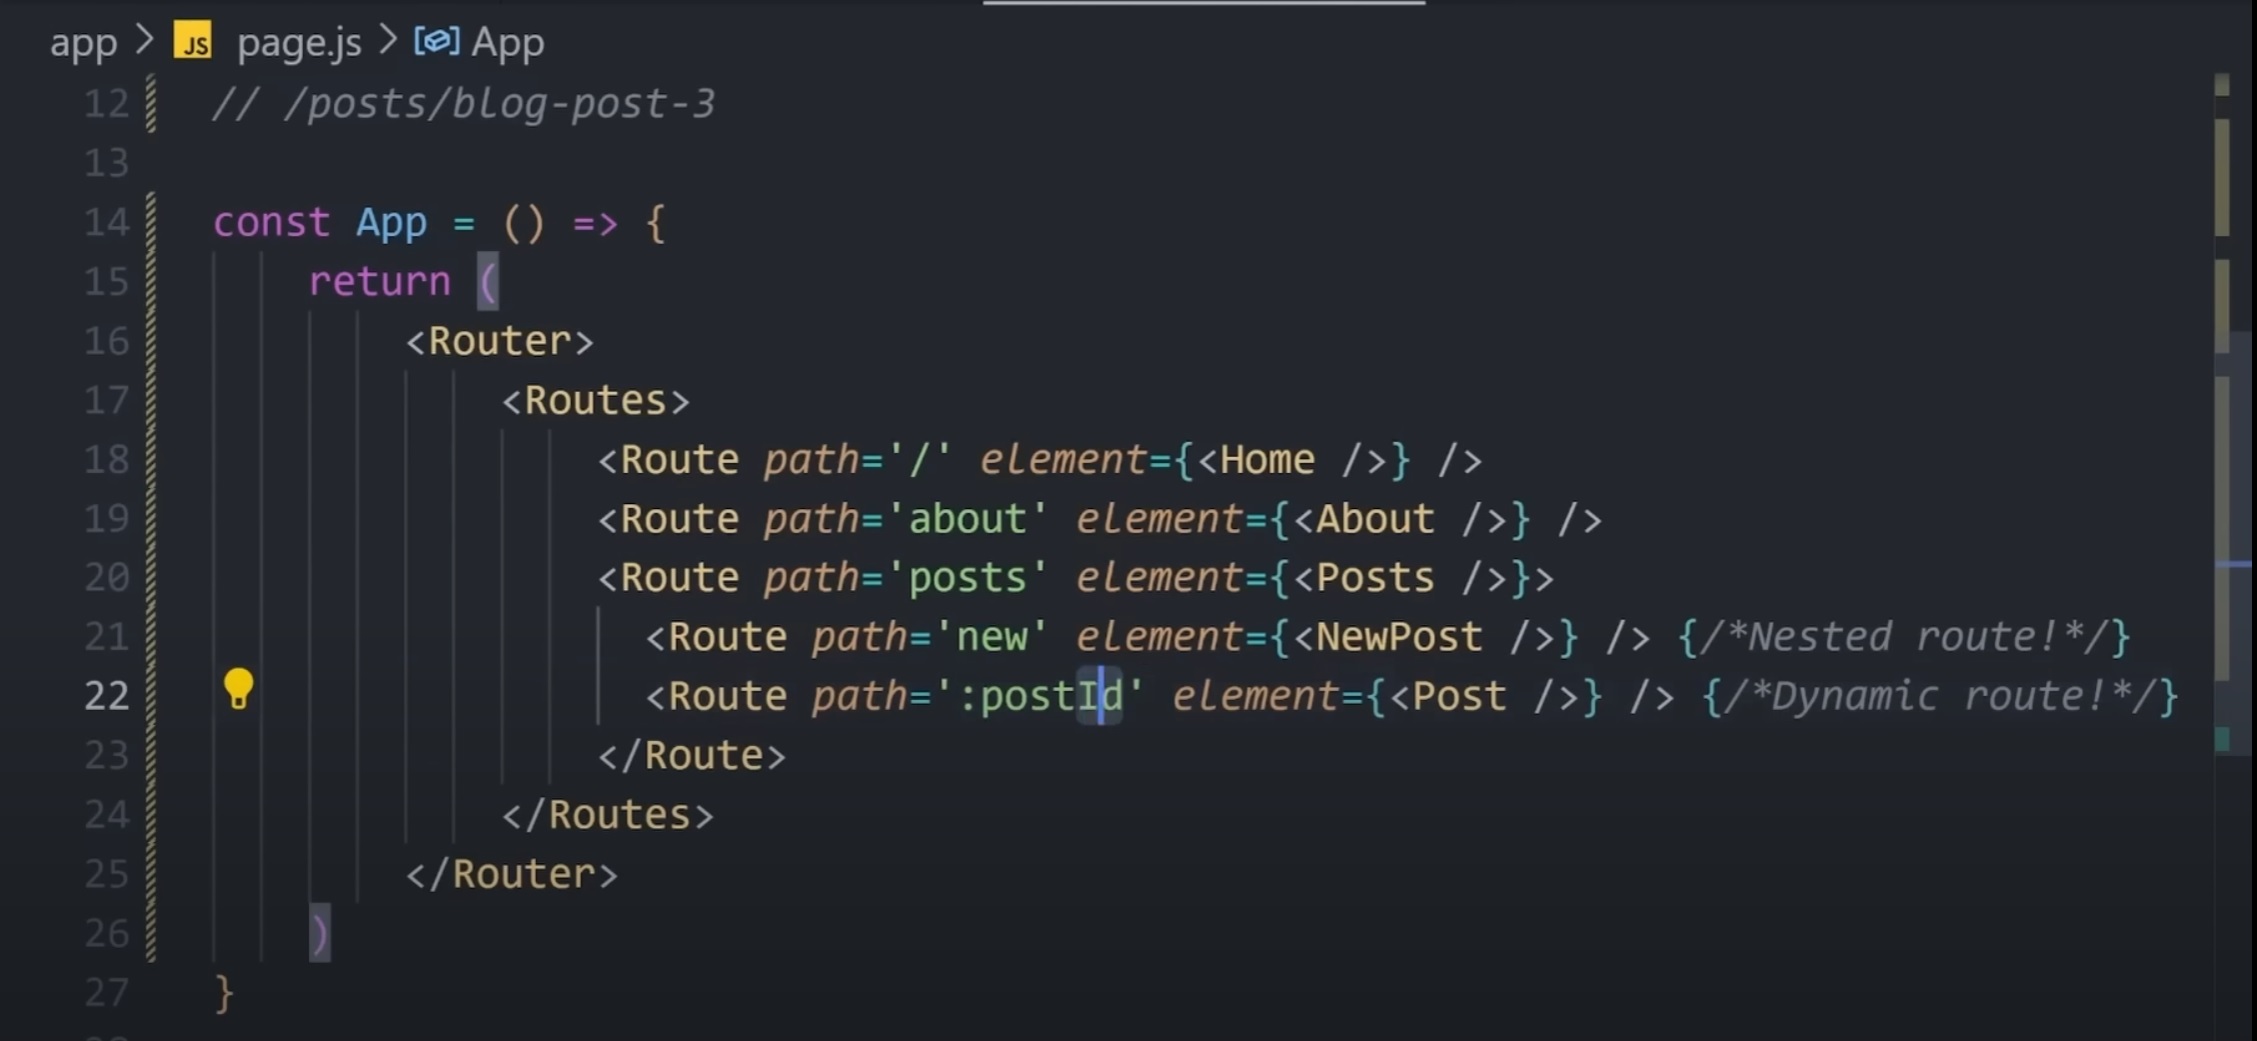 app > JS page.js > App
12 // /posts/blog-post-3
13
14 const App = () => {
15 return (
16 <Router>
17 <Routes>
18 <Route path='/' element={<Home />} />
19 <Route path='about' element={<About />} />
20 <Route path='posts' element={<Posts />}>
21 <Route path='new' element={<NewPost />} /> {/*Nested route!*/}
22 <Route path=':postId' element={<Post />} /> {/*Dynamic route!*/}
23 </Route>
24 </Routes>
25 </Router>
26 )
27 }